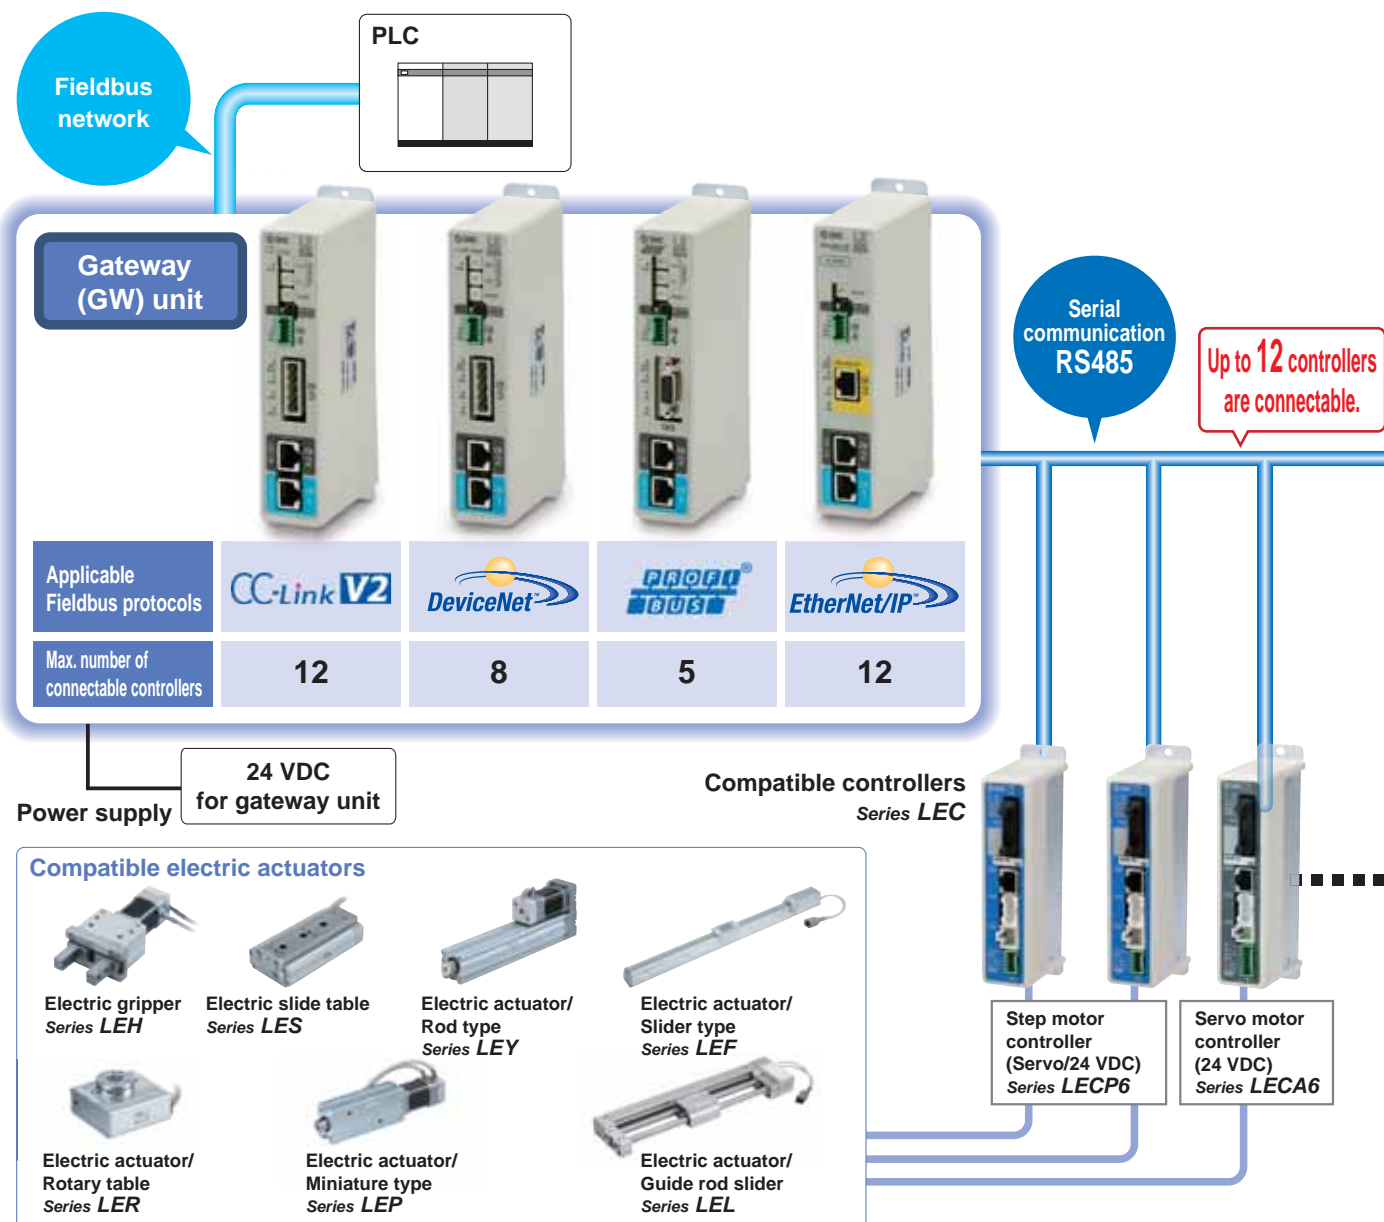 PLC
Fieldbus
network
Gateway
(GW) unit
Serial
communication
RS485
Up to 12 controllers
are connectable.
Applicable
Fieldbus protocols
CC-Link V2
DeviceNet™
PROFI
BUS®
EtherNet/IP™
Max. number of
connectable controllers
12
8
5
12
24 VDC
for gateway unit
Power supply
Compatible controllers
Series LEC
Compatible electric actuators
Electric gripper
Series LEH
Electric slide table
Series LES
Electric actuator/
Rod type
Series LEY
Electric actuator/
Slider type
Series LEF
Step motor
controller
(Servo/24 VDC)
Series LECP6
Servo motor
controller
(24 VDC)
Series LECA6
Electric actuator/
Rotary table
Series LER
Electric actuator/
Miniature type
Series LEP
Electric actuator/
Guide rod slider
Series LEL